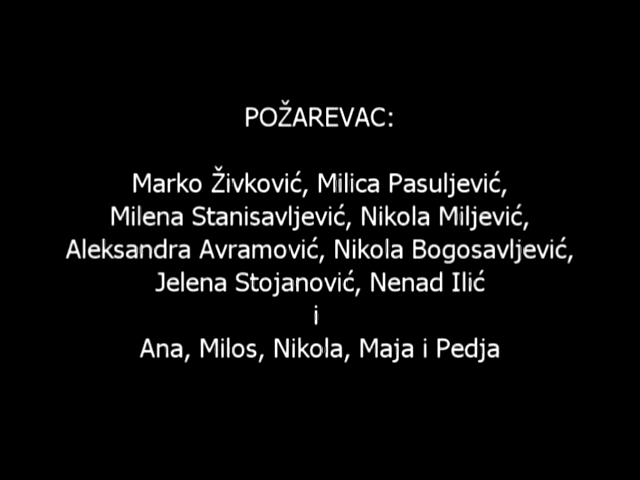 POŽAREVAC:
Marko Živković, Milica Pasuljević,
Milena Stanisavljević, Nikola Miljević,
Aleksandra Avramović, Nikola Bogosavljević,
Jelena Stojanović, Nenad Ilić
i
Ana, Milos, Nikola, Maja i Pedja